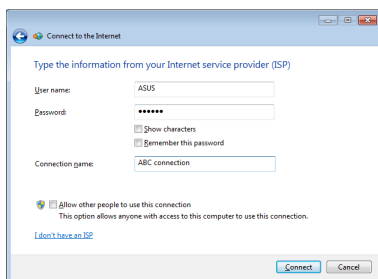 Connect to the Internet
Type the information from your Internet service provider (ISP)
User name: ASUS
Password: ••••••
Show characters
Remember this password
Connection name: ABC connection
Allow other people to use this connection
This option allows anyone with access to this computer to use this connection.
I don't have an ISP
Connect Cancel